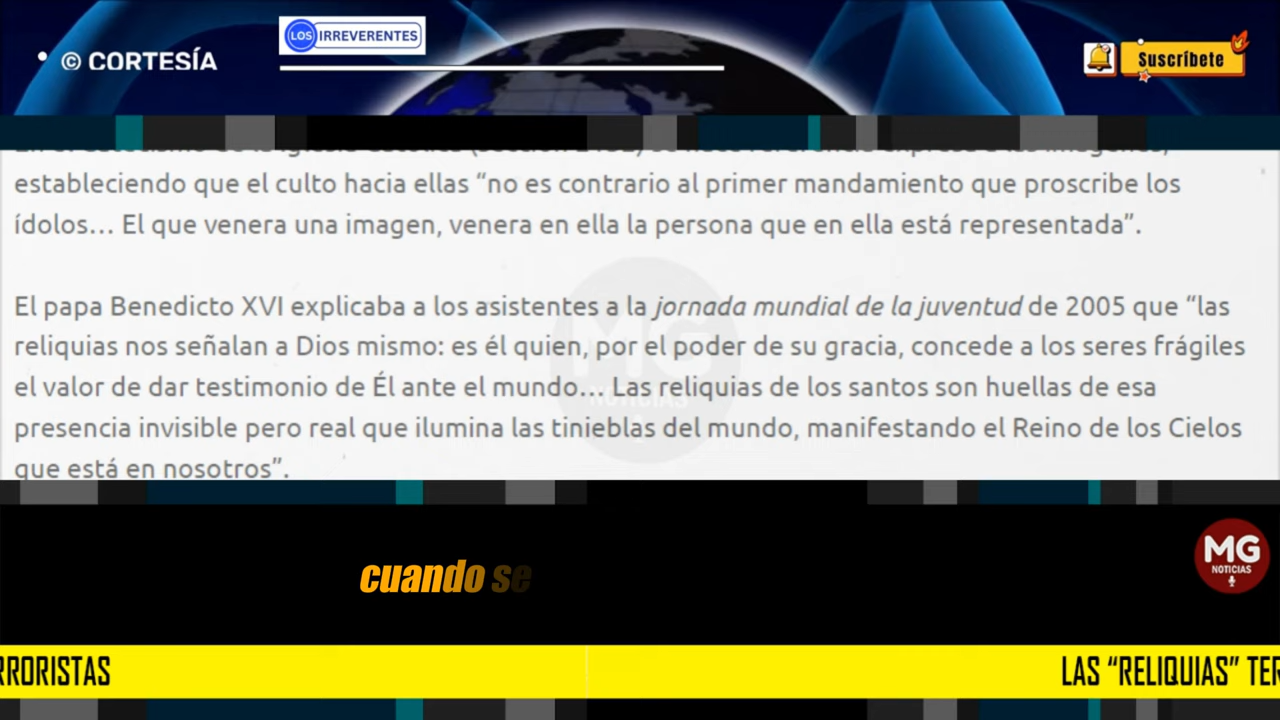 © CORTESÍA
LOS IRREVERENTES
Suscríbete
estableciendo que el culto hacia ellas “no es contrario al primer mandamiento que proscribe los
ídolos… El que venera una imagen, venera en ella la persona que en ella está representada”.
El papa Benedicto XVI explicaba a los asistentes a la jornada mundial de la juventud de 2005 que “las
reliquias nos señalan a Dios mismo: es él quien, por el poder de su gracia, concede a los seres frágiles
el valor de dar testimonio de Él ante el mundo… Las reliquias de los santos son huellas de esa
presencia invisible pero real que ilumina las tinieblas del mundo, manifestando el Reino de los Cielos
que está en nosotros”.
MG
NOTICIAS
cuando se
MG
NOTICIAS
RRORISTAS
LAS “RELIQUIAS” TER